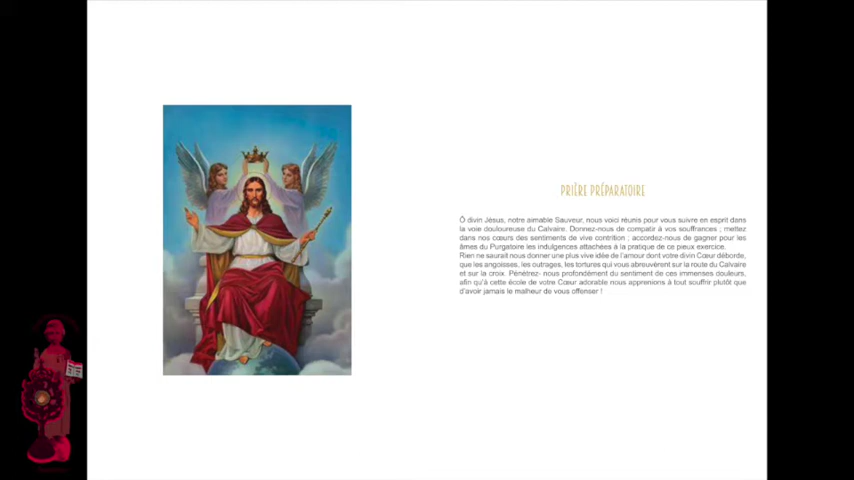 PRIÈRE PRÉPARATOIRE
Ô divin Jésus, notre aimable Sauveur, nous voici réunis pour vous suivre en esprit dans
la voie douloureuse du Calvaire. Donnez-nous de compatir à vos souffrances ; mettez
dans nos cœurs des sentiments de vive contrition ; accordez-nous de gagner pour les
âmes du Purgatoire les indulgences attachées à la pratique de ce pieux exercice.
Rien ne saurait nous donner une plus vive idée de l'amour dont votre divin Cœur déborde,
que les angoisses, les outrages, les tortures qui vous abreuvèrent sur la route du Calvaire
et sur la croix. Pénétrez- nous profondément du sentiment de ces immenses douleurs,
afin qu'à cette école de votre Cœur adorable nous apprenions à tout souffrir plutôt que
d'avoir jamais le malheur de vous offenser !